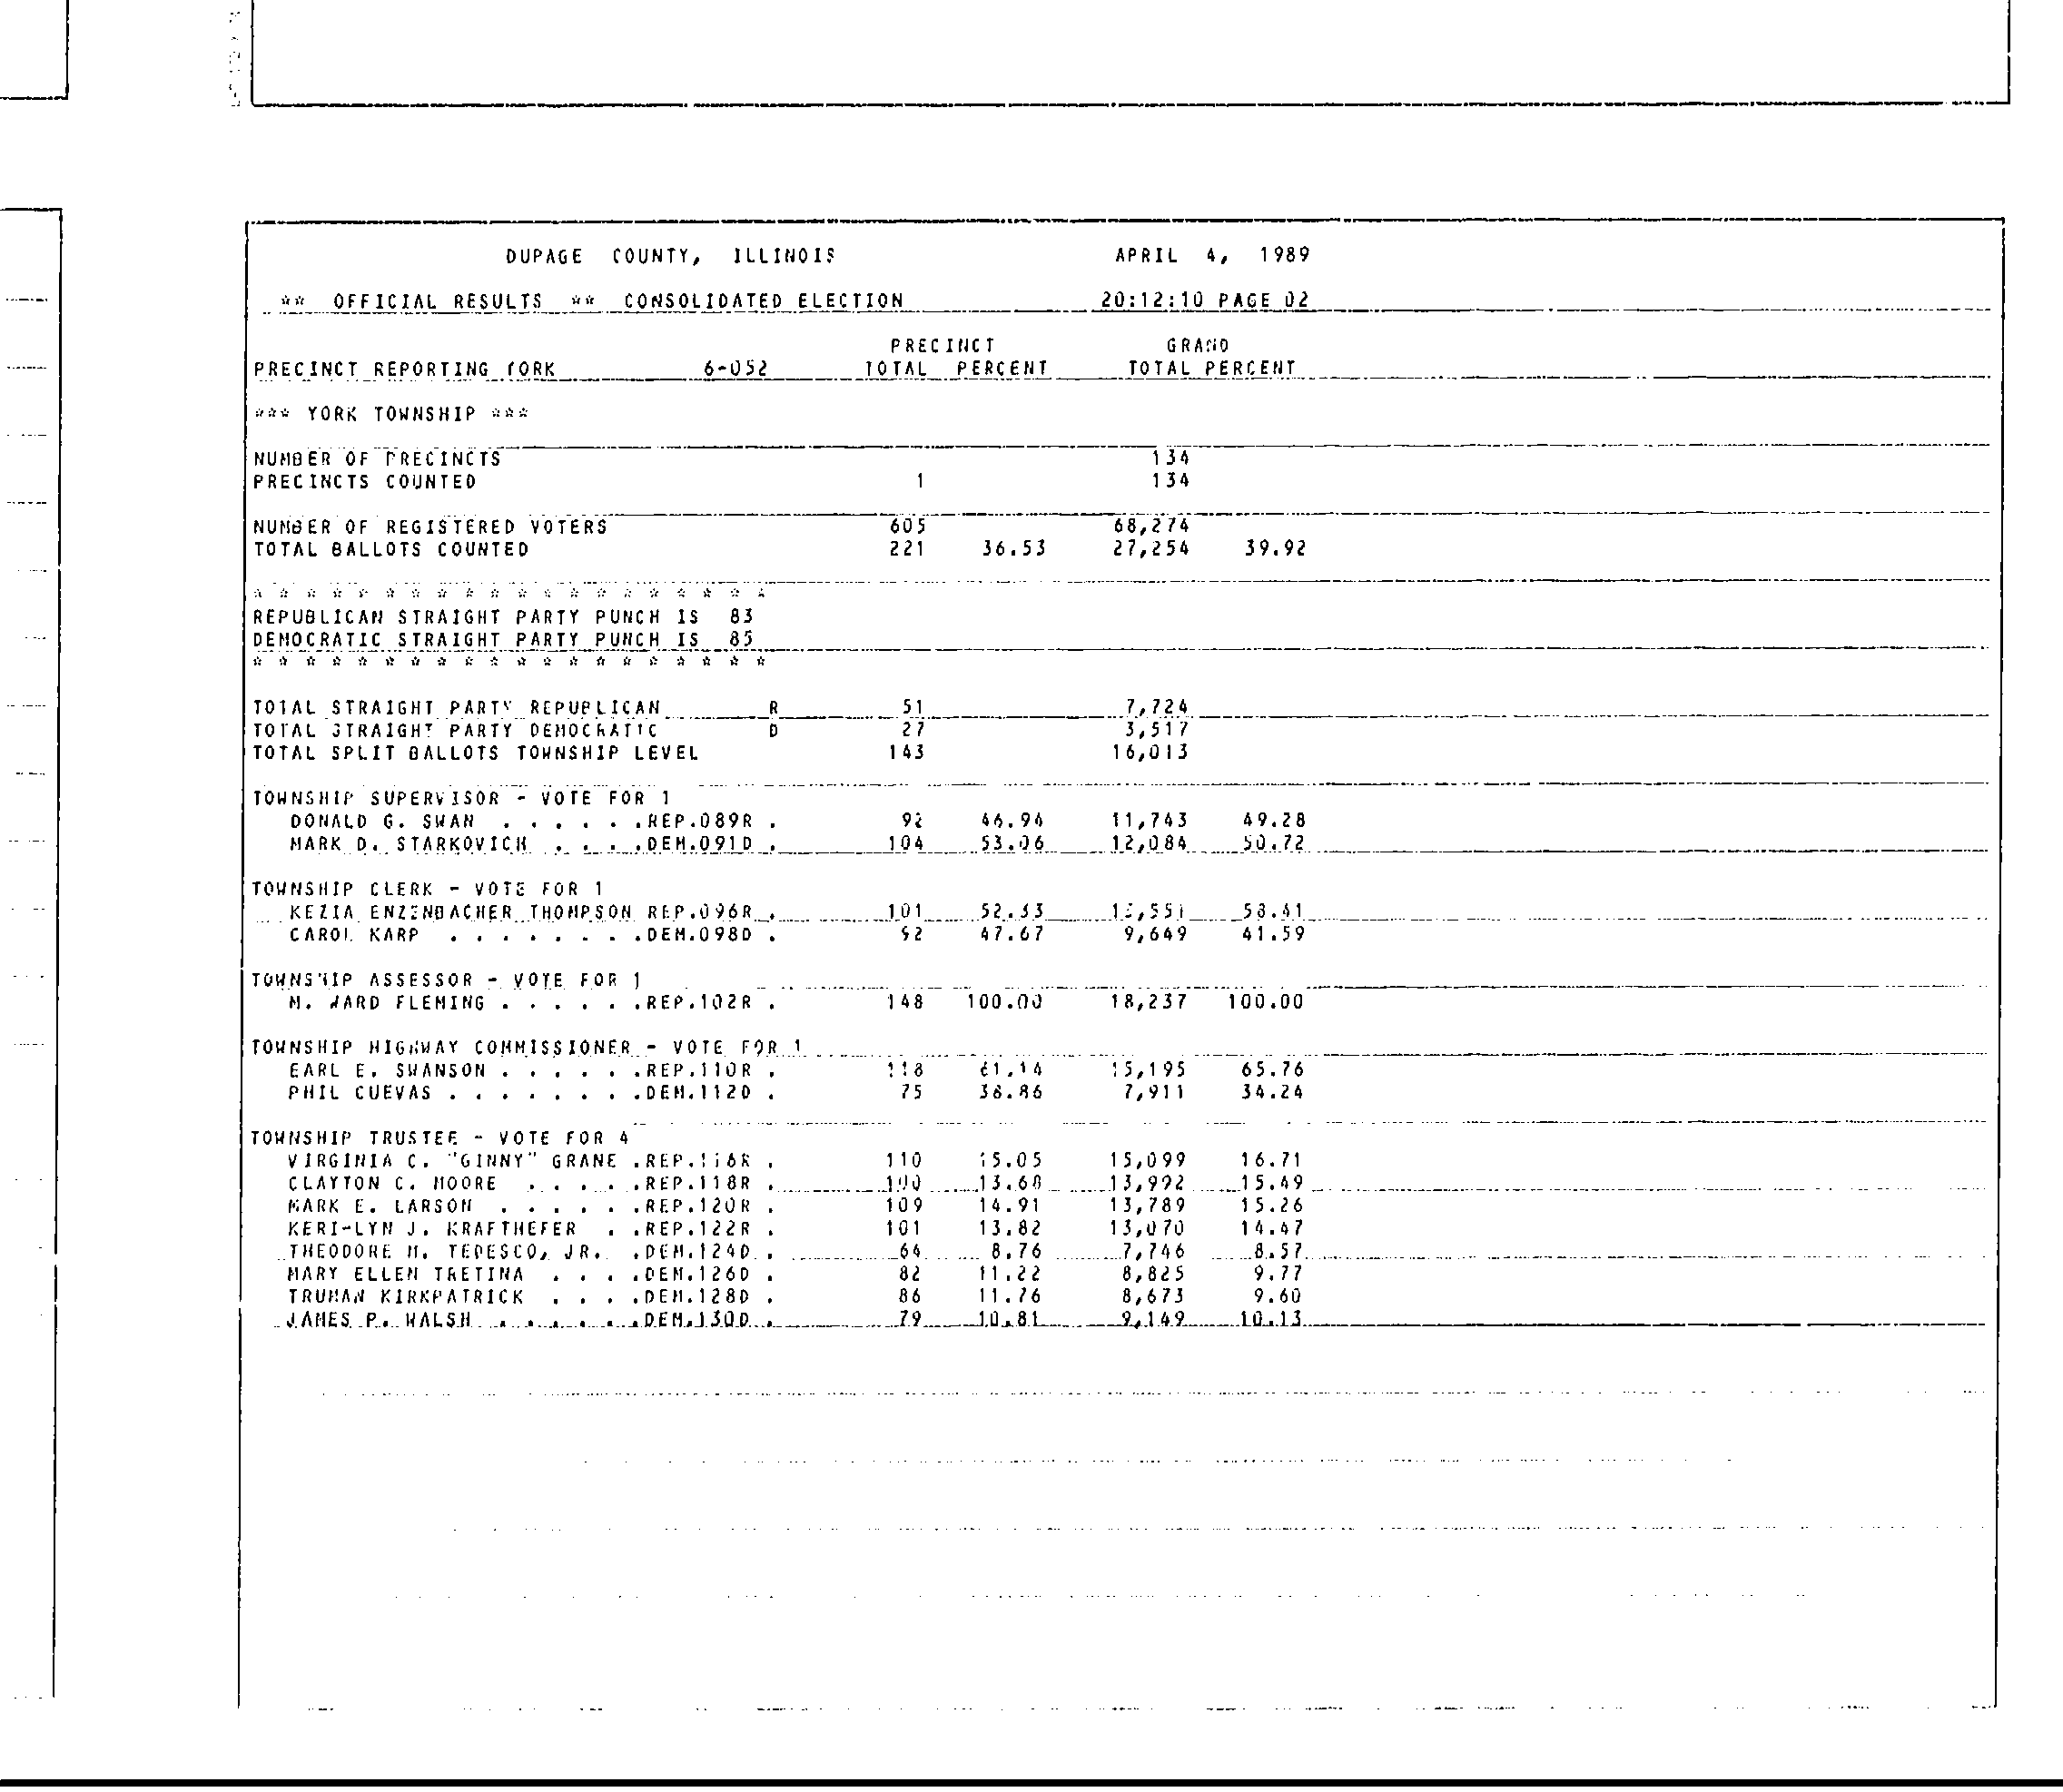 DUPAGE COUNTY, ILLINOIS APRIL 4, 1989
** OFFICIAL RESULTS ** CONSOLIDATED ELECTION 20:12:10 PAGE 02
PRECINCT GRAND
PRECINCT REPORTING YORK 6-052 TOTAL PERCENT TOTAL PERCENT
*** YORK TOWNSHIP ***
NUMBER OF PRECINCTS 134
PRECINCTS COUNTED 1 134
NUMBER OF REGISTERED VOTERS 605 68,274
TOTAL BALLOTS COUNTED 221 36.53 27,254 39.92
* * * * * * * * * * * * * * * * * * * *
REPUBLICAN STRAIGHT PARTY PUNCH IS 83
DEMOCRATIC STRAIGHT PARTY PUNCH IS 85
* * * * * * * * * * * * * * * * * * * *
TOTAL STRAIGHT PARTY REPUBLICAN R 51 7,724
TOTAL STRAIGHT PARTY DEMOCRATIC D 27 3,517
TOTAL SPLIT BALLOTS TOWNSHIP LEVEL 143 16,013
TOWNSHIP SUPERVISOR - VOTE FOR 1
DONALD G. SWAN . . . . . .REP.089R . 92 46.94 11,743 49.28
MARK D. STARKOVICH . . . .DEM.091D . 104 53.06 12,084 50.72
TOWNSHIP CLERK - VOTE FOR 1
KEZIA ENZENBACHER THOMPSON REP.096R . 101 52.33 13,551 58.41
CAROL KARP . . . . . . . .DEM.098D . 92 47.67 9,649 41.59
TOWNSHIP ASSESSOR - VOTE FOR 1
M. WARD FLEMING . . . . . .REP.102R . 148 100.00 18,237 100.00
TOWNSHIP HIGHWAY COMMISSIONER - VOTE FOR 1
EARL E. SWANSON . . . . . .REP.110R . 118 61.14 15,195 65.76
PHIL CUEVAS . . . . . . . .DEM.112D . 75 38.86 7,911 34.24
TOWNSHIP TRUSTEE - VOTE FOR 4
VIRGINIA C. "GINNY" GRANE .REP.116R . 110 15.05 15,099 16.71
CLAYTON C. MOORE . . . . .REP.118R . 100 13.68 13,992 15.49
MARK E. LARSON . . . . . .REP.120R . 109 14.91 13,789 15.26
KERI-LYN J. KRAFTHEFER . .REP.122R . 101 13.82 13,070 14.47
THEODORE M. TEDESCO, JR. .DEM.124D . 64 8.76 7,746 8.57
MARY ELLEN TRETINA . . . .DEM.126D . 82 11.22 8,825 9.77
TRUMAN KIRKPATRICK . . . .DEM.128D . 86 11.76 8,673 9.60
JAMES P. WALSH . . . . . .DEM.130D . 79 10.81 9,149 10.13